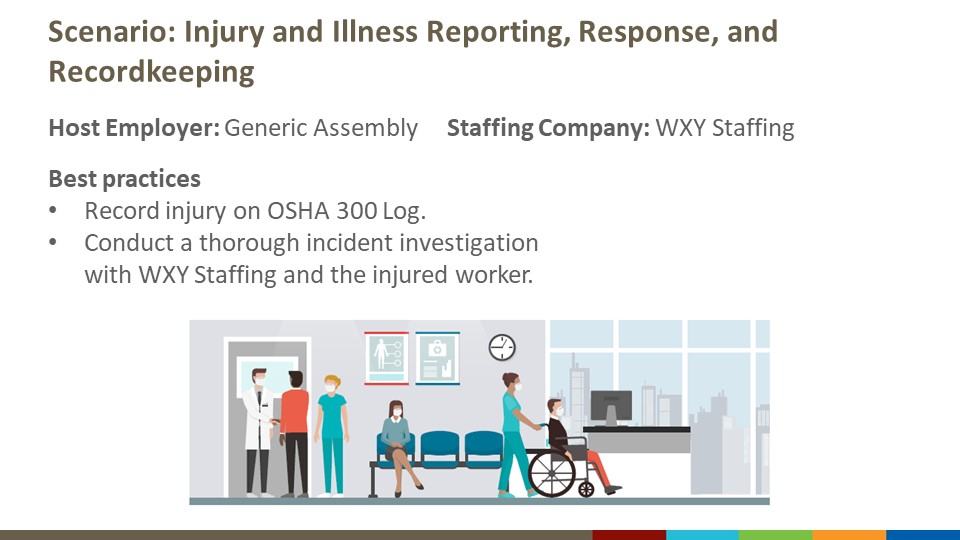 Scenario: Injury and Illness Reporting, Response, and
Recordkeeping
Host Employer: Generic Assembly Staffing Company: WXY Staffing
Best practices
• Record injury on OSHA 300 Log.
• Conduct a thorough incident investigation
with WXY Staffing and the injured worker.